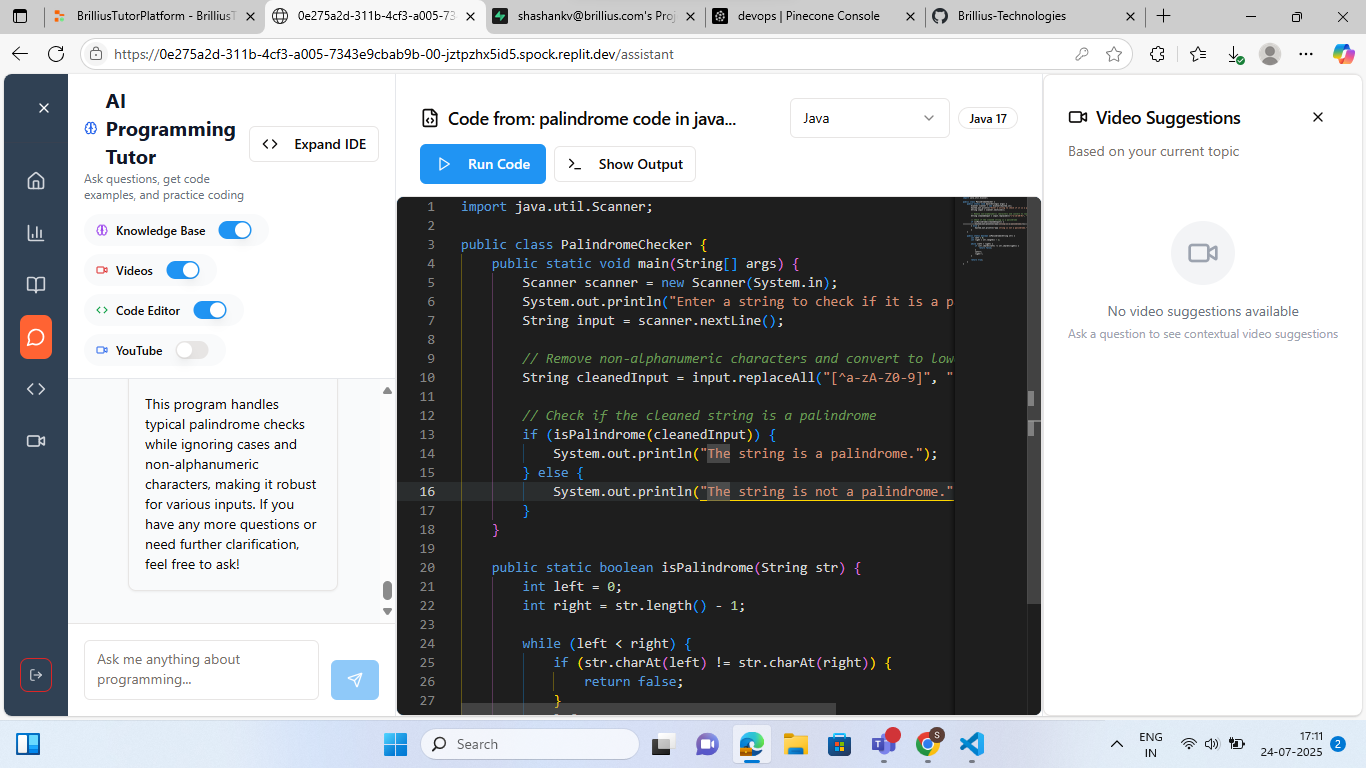 BrilliusTutorPlatform - BrilliusT
0e275a2d-311b-4cf3-a005-73
shashankv@brillius.com's Proj
devops | Pinecone Console
Brillius-Technologies
https://0e275a2d-311b-4cf3-a005-7343e9cbab9b-00-jztpzhx5id5.spock.replit.dev/assistant
AI
Programming
Tutor
Expand IDE
Ask questions, get code
examples, and practice coding
Knowledge Base
Videos
Code Editor
YouTube
This program handles
typical palindrome checks
while ignoring cases and
non-alphanumeric
characters, making it robust
for various inputs. If you
have any more questions or
need further clarification,
feel free to ask!
Ask me anything about
programming...
Code from: palindrome code in java...
Java
Java 17
Run Code
Show Output
1 import java.util.Scanner;
2
3 public class PalindromeChecker {
4 public static void main(String[] args) {
5 Scanner scanner = new Scanner(System.in);
6 System.out.println("Enter a string to check if it is a p
7 String input = scanner.nextLine();
8
9 // Remove non-alphanumeric characters and convert to low
10 String cleanedInput = input.replaceAll("[^a-zA-Z0-9]", "
11
12 // Check if the cleaned string is a palindrome
13 if (isPalindrome(cleanedInput)) {
14 System.out.println("The string is a palindrome.");
15 } else {
16 System.out.println("The string is not a palindrome."
17 }
18 }
19
20 public static boolean isPalindrome(String str) {
21 int left = 0;
22 int right = str.length() - 1;
23
24 while (left < right) {
25 if (str.charAt(left) != str.charAt(right)) {
26 return false;
27 }
Video Suggestions
Based on your current topic
No video suggestions available
Ask a question to see contextual video suggestions
Search
S
ENG
IN
17:11
24-07-2025
2